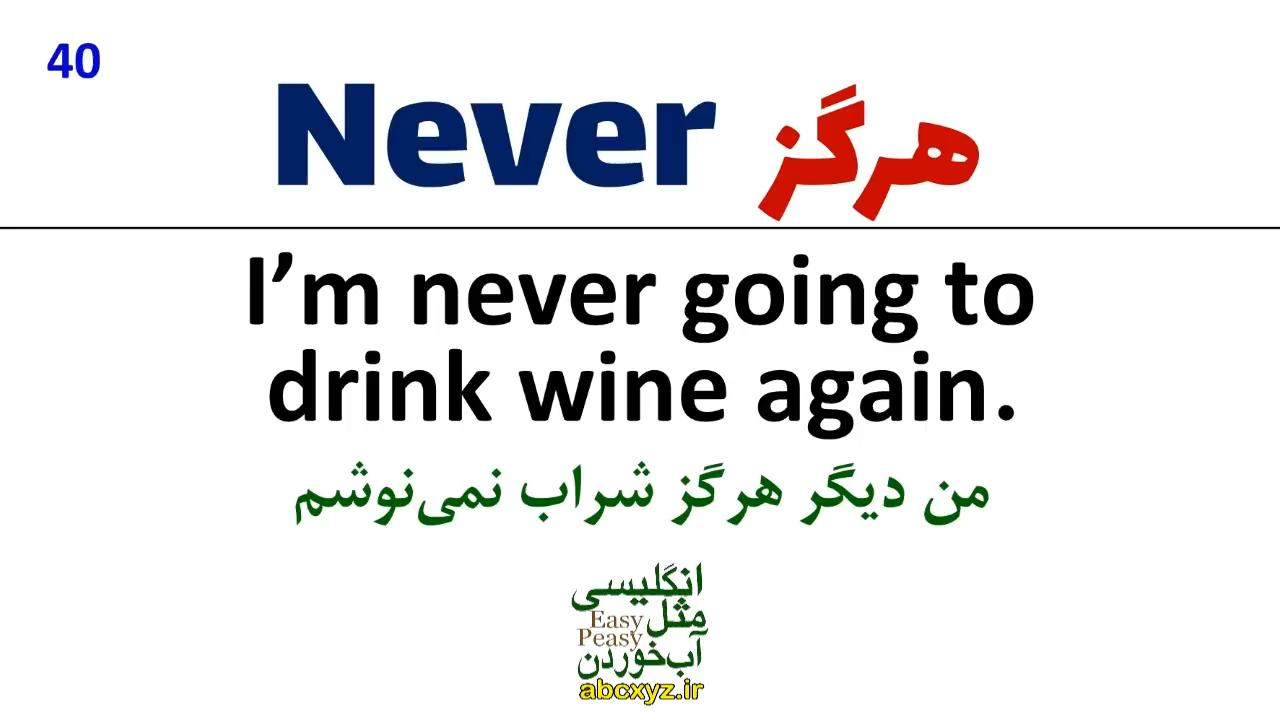 40
Never هرگز
I’m never going to
drink wine again.
من دیگر هرگز شراب نمی‌نوشم
انگلیسی
مثل
Easy
Peasy
آب‌خوردن
abcxyz.ir